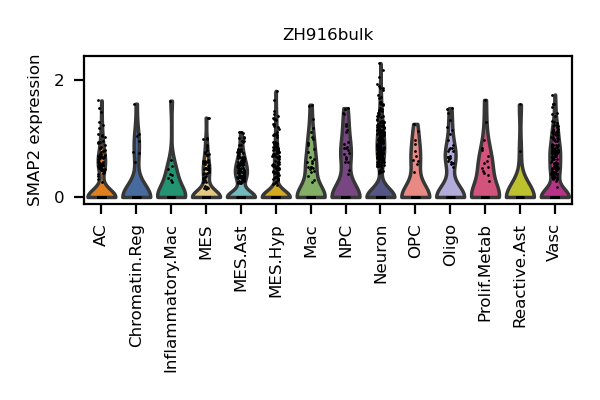 ZH916bulk
SMAP2 expression
2
0
AC
Chromatin.Reg
Inflammatory.Mac
MES
MES.Ast
MES.Hyp
Mac
NPC
Neuron
OPC
Oligo
Prolif.Metab
Reactive.Ast
Vasc